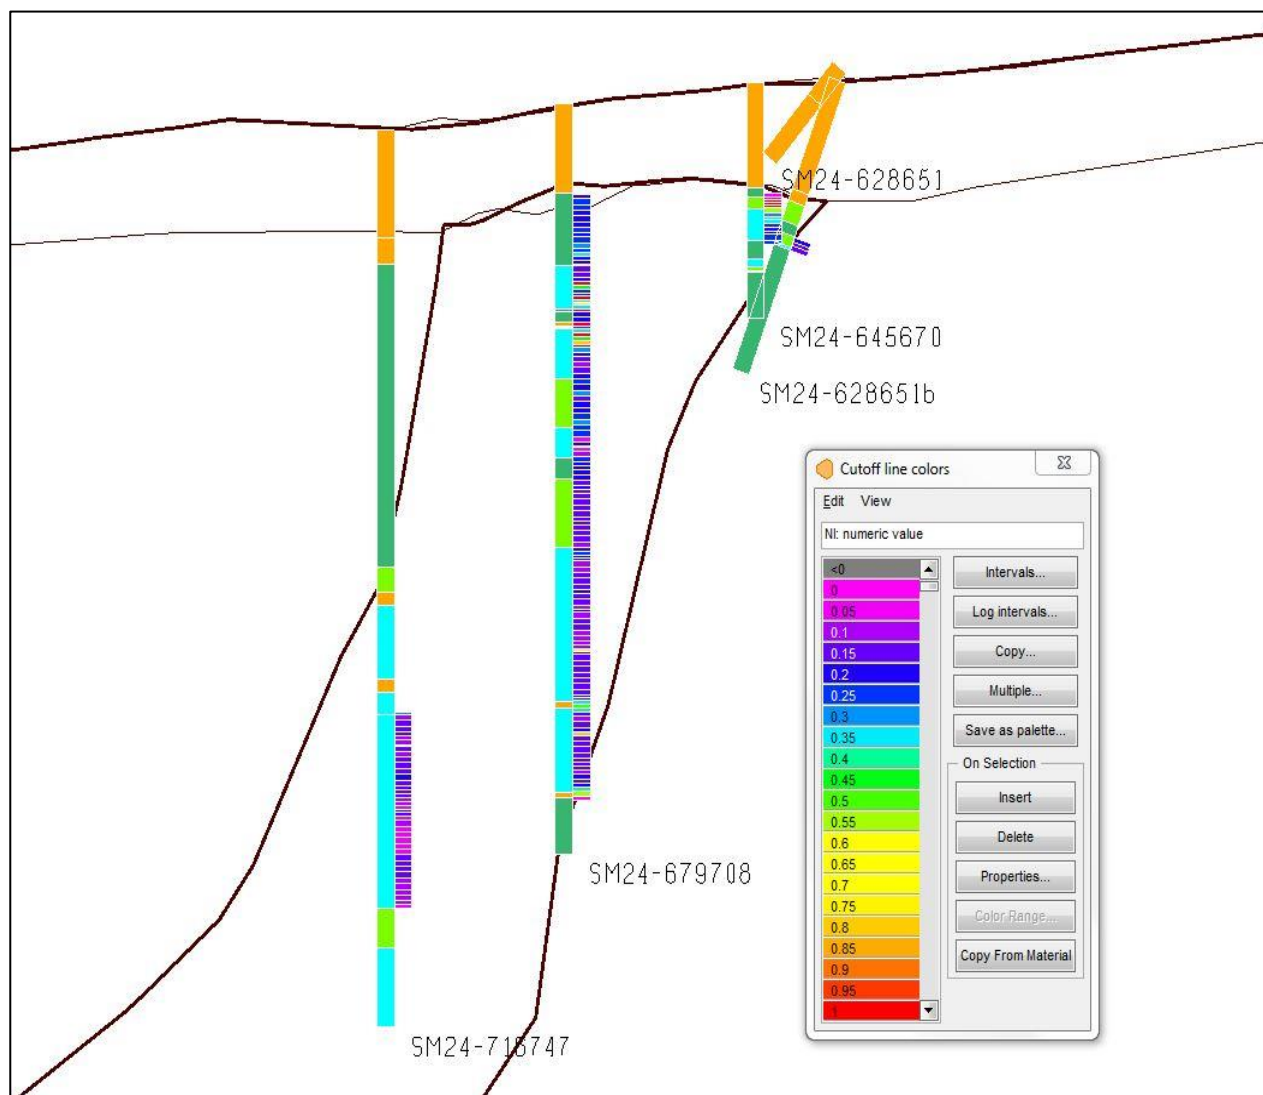 SM24-628651
SM24-645670
SM24-628651b
SM24-679708
SM24-718747
Cutoff line colors
Edit View
NI: numeric value
<0
0
0.05
0.1
0.15
0.2
0.25
0.3
0.35
0.4
0.45
0.5
0.55
0.6
0.65
0.7
0.75
0.8
0.85
0.9
0.95
1
Intervals...
Log intervals...
Copy...
Multiple...
Save as palette...
On Selection
Insert
Delete
Properties...
Color Range...
Copy From Material